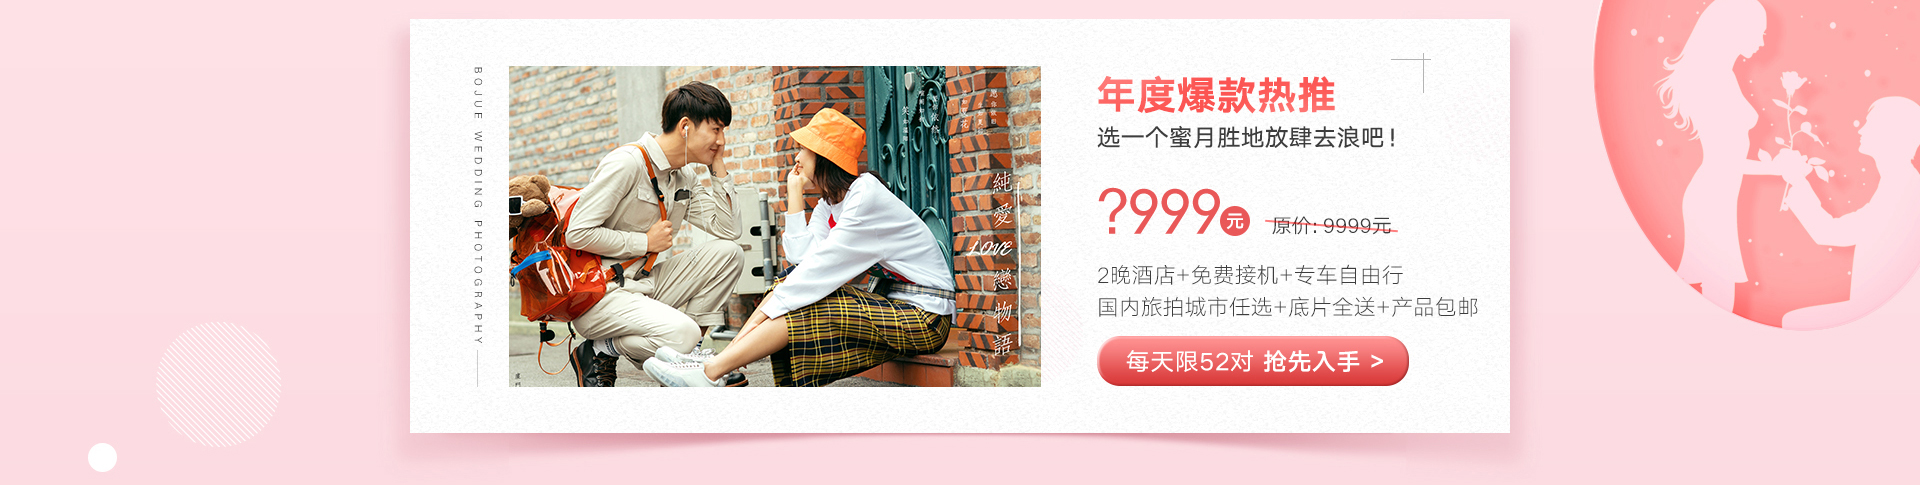 BOJUE WEDDING PHOTOGRAPHY
純愛
LOVE
戀物語
年度爆款热推
选一个蜜月胜地放肆去浪吧!
?999元
原价:9999元
2晚酒店+免费接机+专车自由行
国内旅拍城市任选+底片全送+产品包邮
每天限52对 抢先入手 >